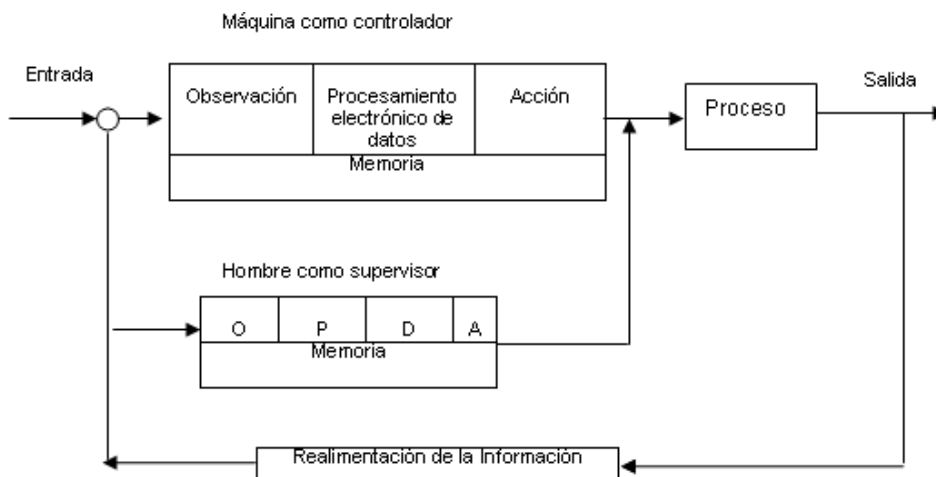 Máquina como controlador
Entrada
Salida
Observación
Procesamiento
electrónico de
datos
Acción
Memoria
Proceso
Hombre como supervisor
O
P
D
A
Memoria
Realimentación de la Información